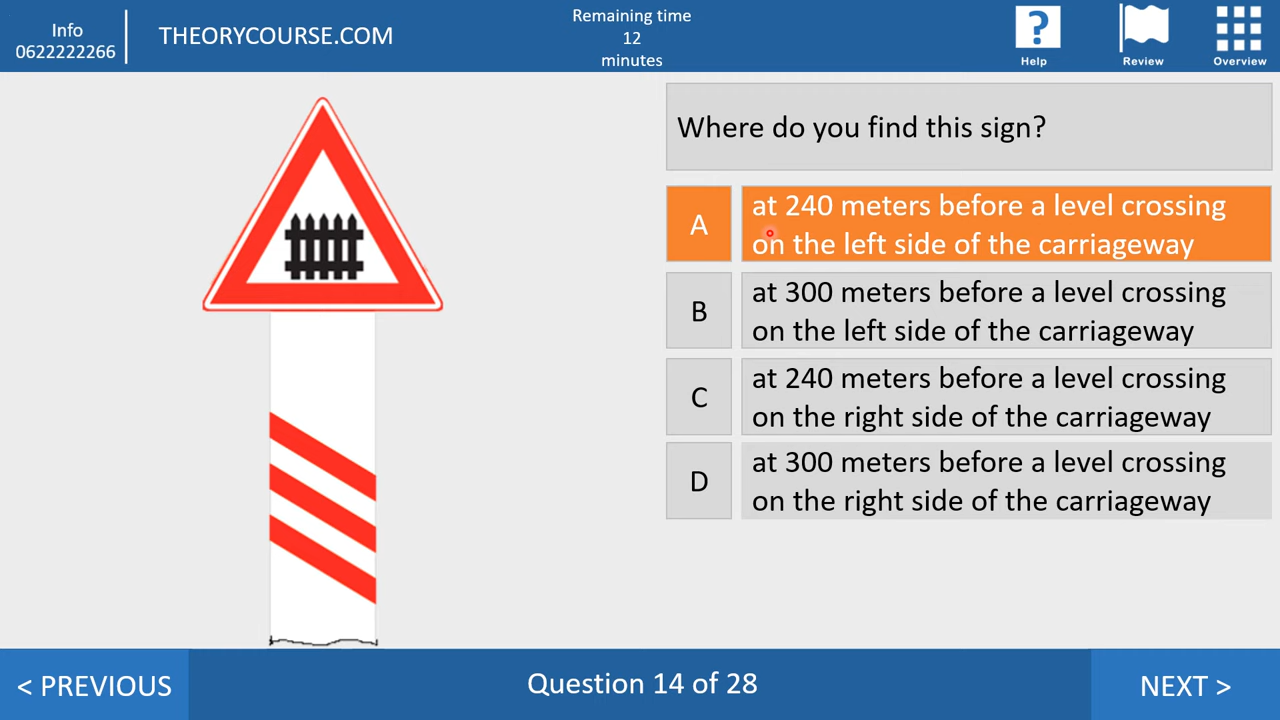 Info
0622222266
THEORYCOURSE.COM
Remaining time
12
minutes
?
Help
Review
Overview
Where do you find this sign?
A
at 240 meters before a level crossing
on the left side of the carriageway
B
at 300 meters before a level crossing
on the left side of the carriageway
C
at 240 meters before a level crossing
on the right side of the carriageway
D
at 300 meters before a level crossing
on the right side of the carriageway
< PREVIOUS
Question 14 of 28
NEXT >